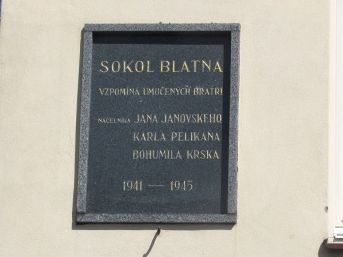 SOKOL BLATNÁ
VZPOMÍNÁ UMUČENÝCH BRATŘÍ
NÁČELNÍKA JANA JANOVSKÉHO
KARLA PELIKÁNA
BOHUMILA KRSKA
1941 — 1945